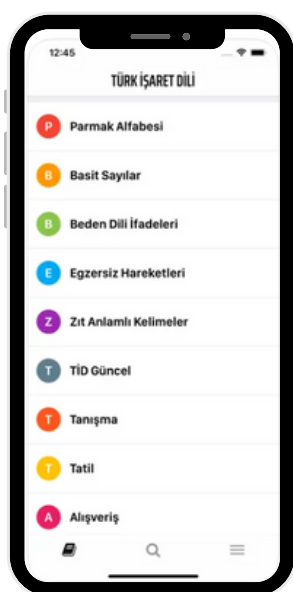 12:45
TÜRK İŞARET DİLİ
P Parmak Alfabesi
B Basit Sayılar
B Beden Dili İfadeleri
E Egzersiz Hareketleri
Z Zıt Anlamlı Kelimeler
T TİD Güncel
T Tanışma
T Tatil
A Alışveriş